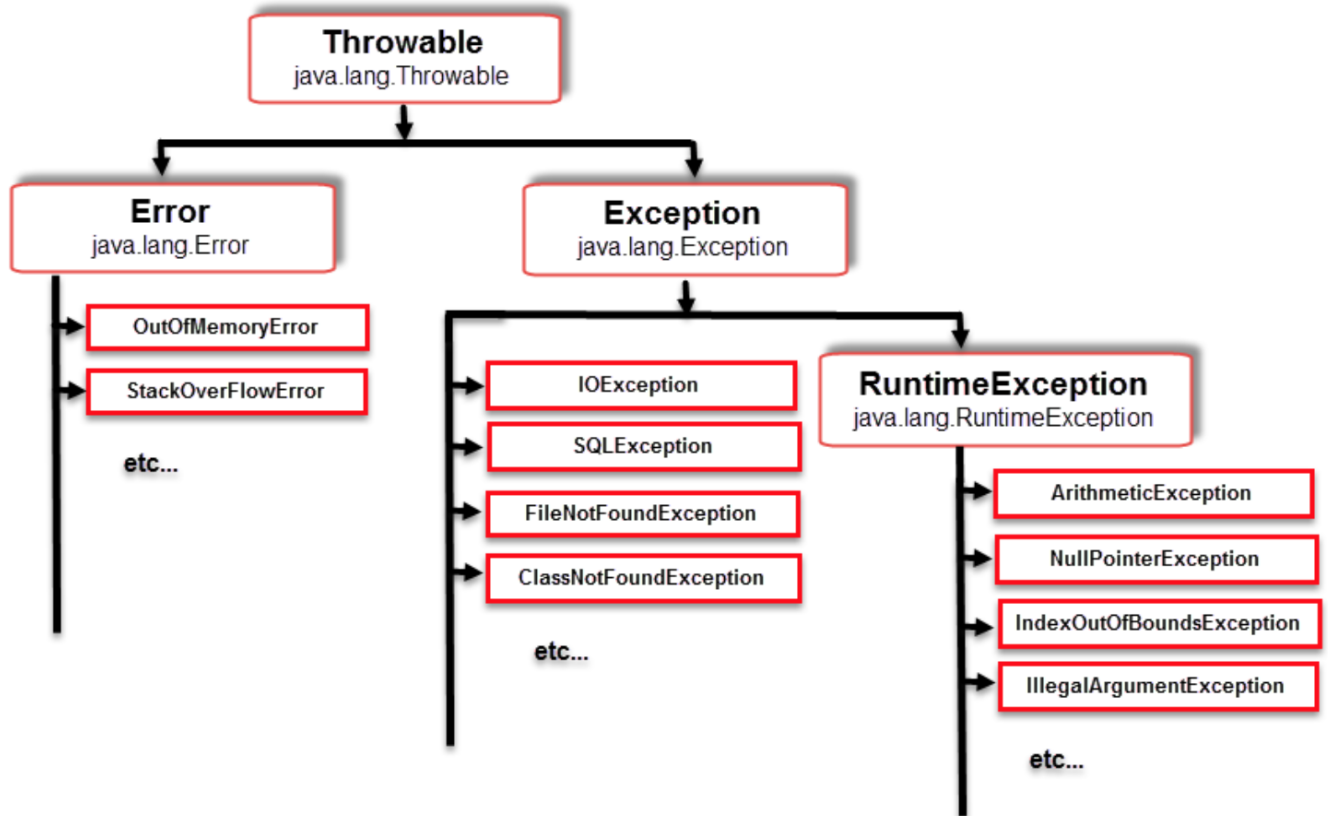 Throwable
java.lang.Throwable
Error
java.lang.Error
OutOfMemoryError
StackOverFlowError
etc...
Exception
java.lang.Exception
IOException
SQLException
FileNotFoundException
ClassNotFoundException
etc...
RuntimeException
java.lang.RuntimeException
ArithmeticException
NullPointerException
IndexOutOfBoundsException
IllegalArgumentException
etc...